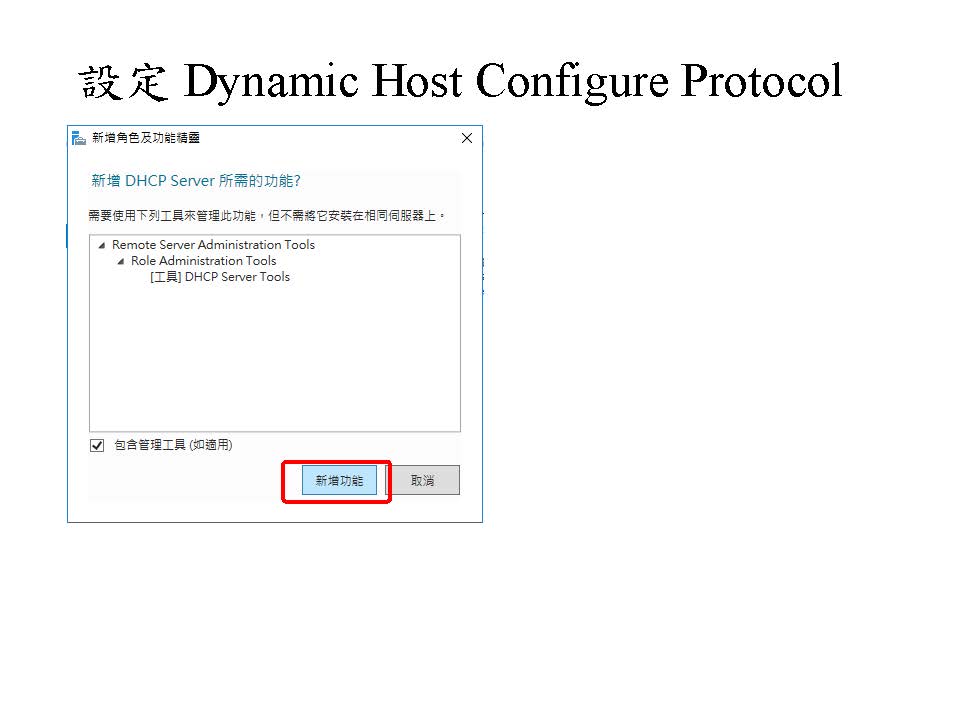 設定 Dynamic Host Configure Protocol
新增角色及功能精靈
新增 DHCP Server 所需的功能?
需要使用下列工具來管理此功能，但不需將它安裝在相同伺服器上。
Remote Server Administration Tools
Role Administration Tools
[工具] DHCP Server Tools
包含管理工具 (如適用)
新增功能 取消